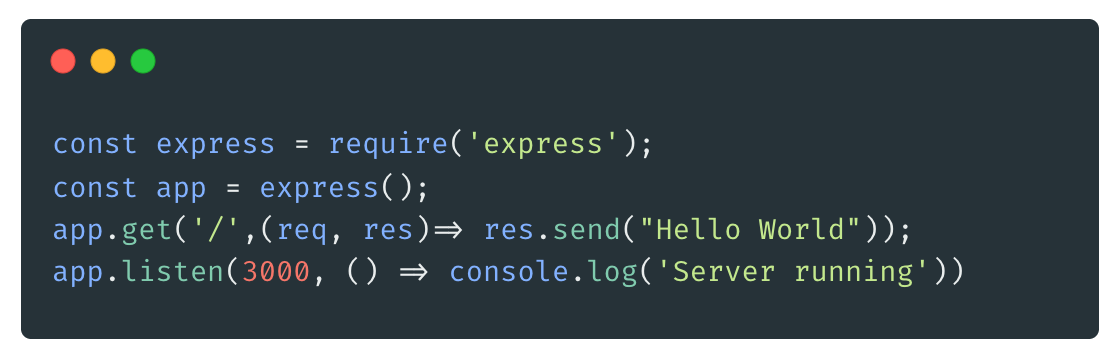 const express = require('express');
const app = express();
app.get('/',(req, res)=> res.send("Hello World"));
app.listen(3000, () => console.log('Server running'))